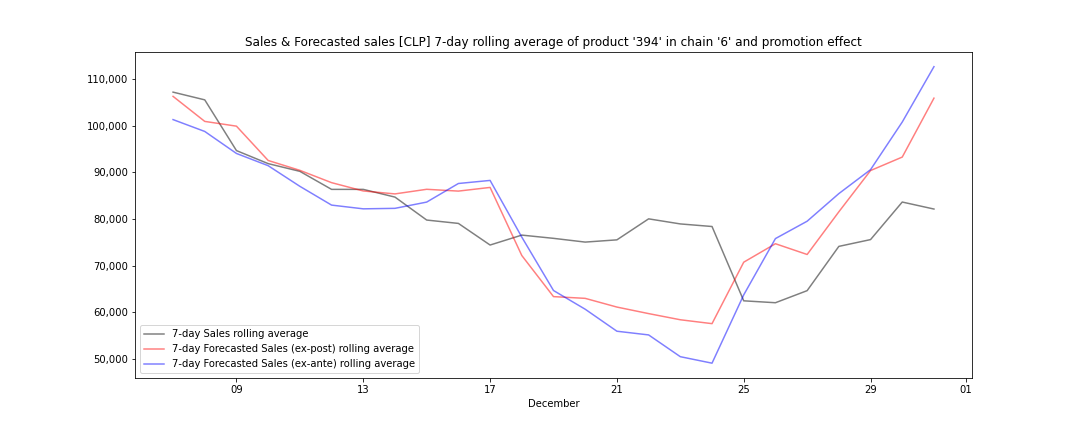 Sales & Forecasted sales [CLP] 7-day rolling average of product '394' in chain '6' and promotion effect
110,000
100,000
90,000
80,000
70,000
60,000
50,000
7-day Sales rolling average
7-day Forecasted Sales (ex-post) rolling average
7-day Forecasted Sales (ex-ante) rolling average
09 13 17 21 25 29 01
December